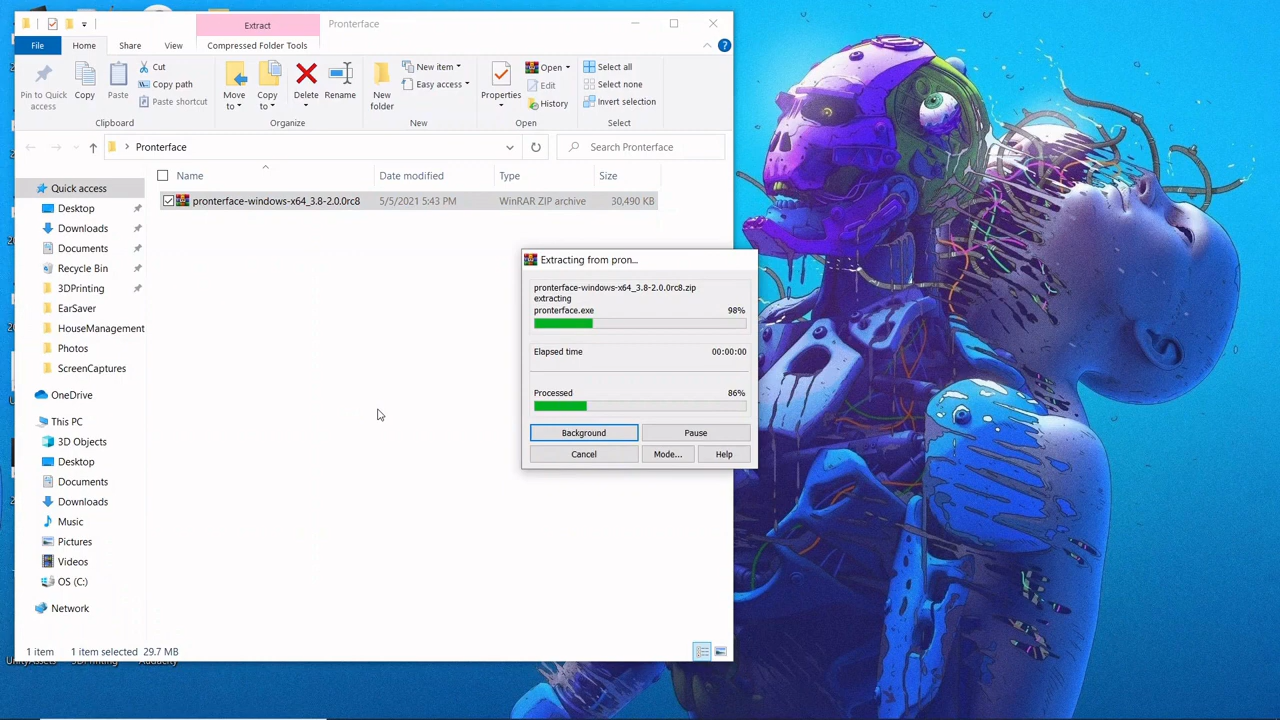 Extract
Pronterface
File
Home
Share
View
Compressed Folder Tools
Pin to Quick access
Copy
Paste
Cut
Copy path
Paste shortcut
Clipboard
Move to
Copy to
Delete
Rename
Organize
New folder
New item
Easy access
New
Properties
Open
Edit
History
Open
Select all
Select none
Invert selection
Select
Pronterface
Search Pronterface
Name
Date modified
Type
Size
pronterface-windows-x64_3.8-2.0.0rc8
5/5/2021 5:43 PM
WinRAR ZIP archive
30,490 KB
Quick access
Desktop
Downloads
Documents
Recycle Bin
3DPrinting
EarSaver
HouseManagement
Photos
ScreenCaptures
OneDrive
This PC
3D Objects
Desktop
Documents
Downloads
Music
Pictures
Videos
OS (C:)
Network
Extracting from pron...
pronterface-windows-x64_3.8-2.0.0rc8.zip
extracting
pronterface.exe 98%
Elapsed time 00:00:00
Processed 86%
Background
Pause
Cancel
Mode...
Help
1 item
1 item selected 29.7 MB